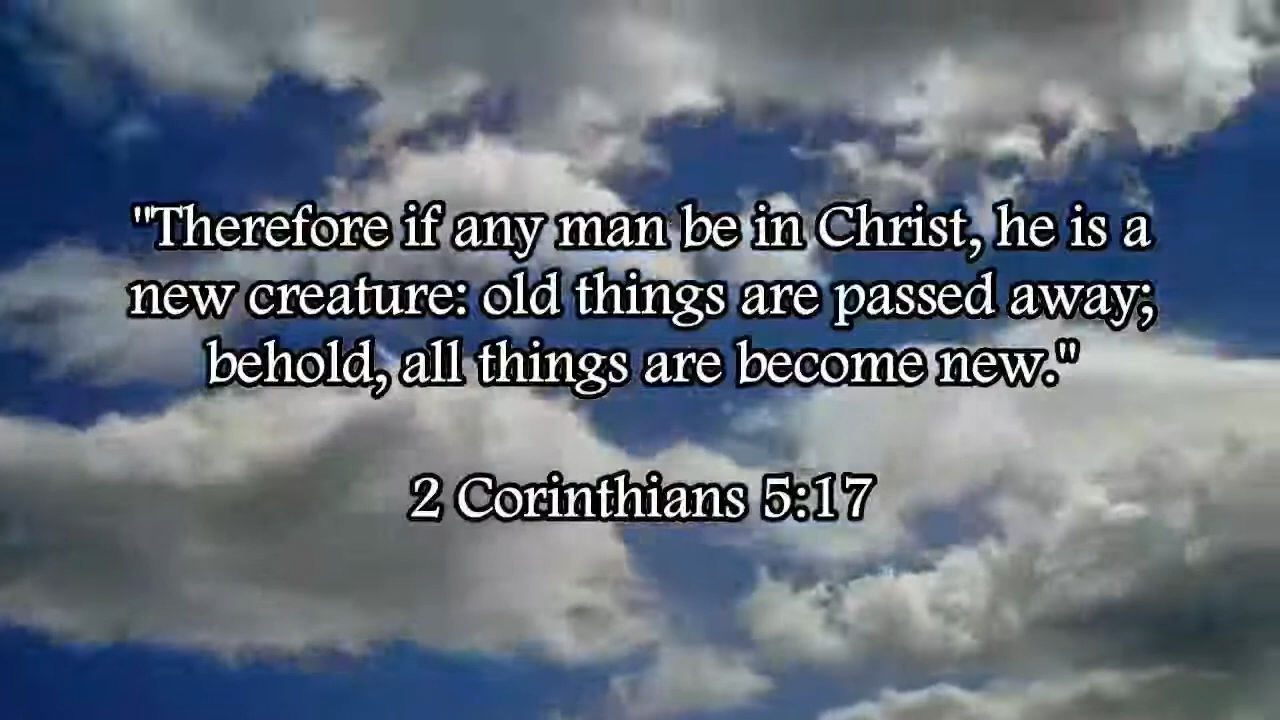 "Therefore if any man be in Christ, he is a
new creature: old things are passed away;
behold, all things are become new."
2 Corinthians 5:17